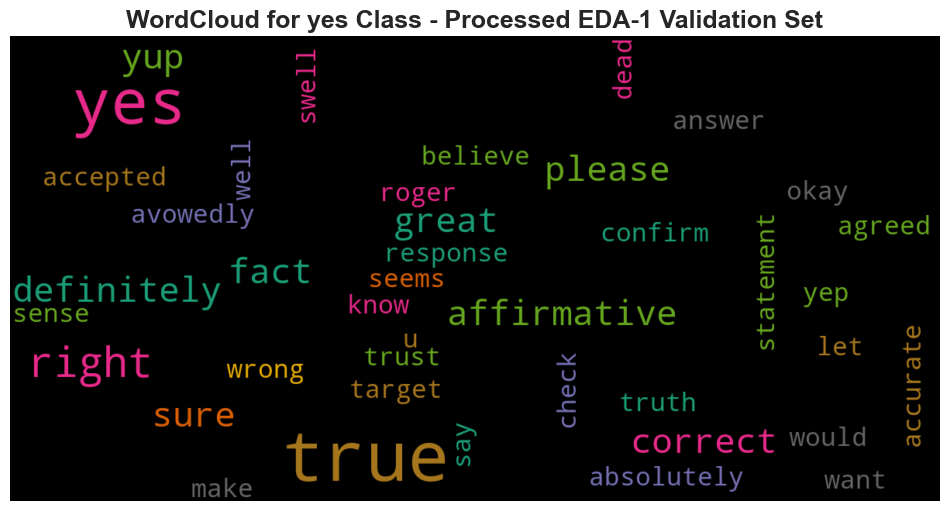 WordCloud for yes Class - Processed EDA-1 Validation Set
yup
swell
dead
yes
answer
well
believe
please
accepted
roger
okay
avowedly
great
confirm
statement
agreed
response
fact
seems
definitely
yep
know
sense
affirmative
u
let
right
trust
wrong
target
check
accurate
truth
sure
say
correct
would
true
absolutely
want
make